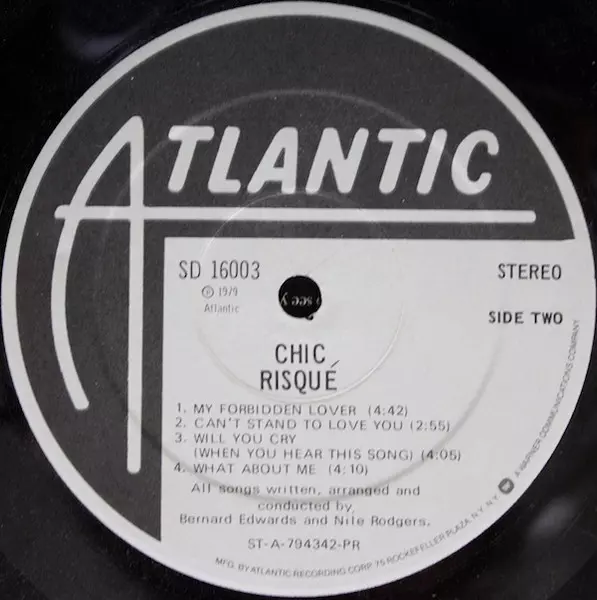 ATLANTIC
SD 16003
STEREO
℗ 1979
Atlantic
SIDE TWO
CHIC
RISQUÉ
1. MY FORBIDDEN LOVER (4:42)
2. CAN'T STAND TO LOVE YOU (2:55)
3. WILL YOU CRY
(WHEN YOU HEAR THIS SONG) (4:05)
4. WHAT ABOUT ME (4:10)
All songs written, arranged and
conducted by
Bernard Edwards and Nile Rodgers.
ST-A-794342-PR
MFG. BY ATLANTIC RECORDING CORP. 75 ROCKEFELLER PLAZA, N.Y. N.Y. A WARNER COMMUNICATIONS COMPANY